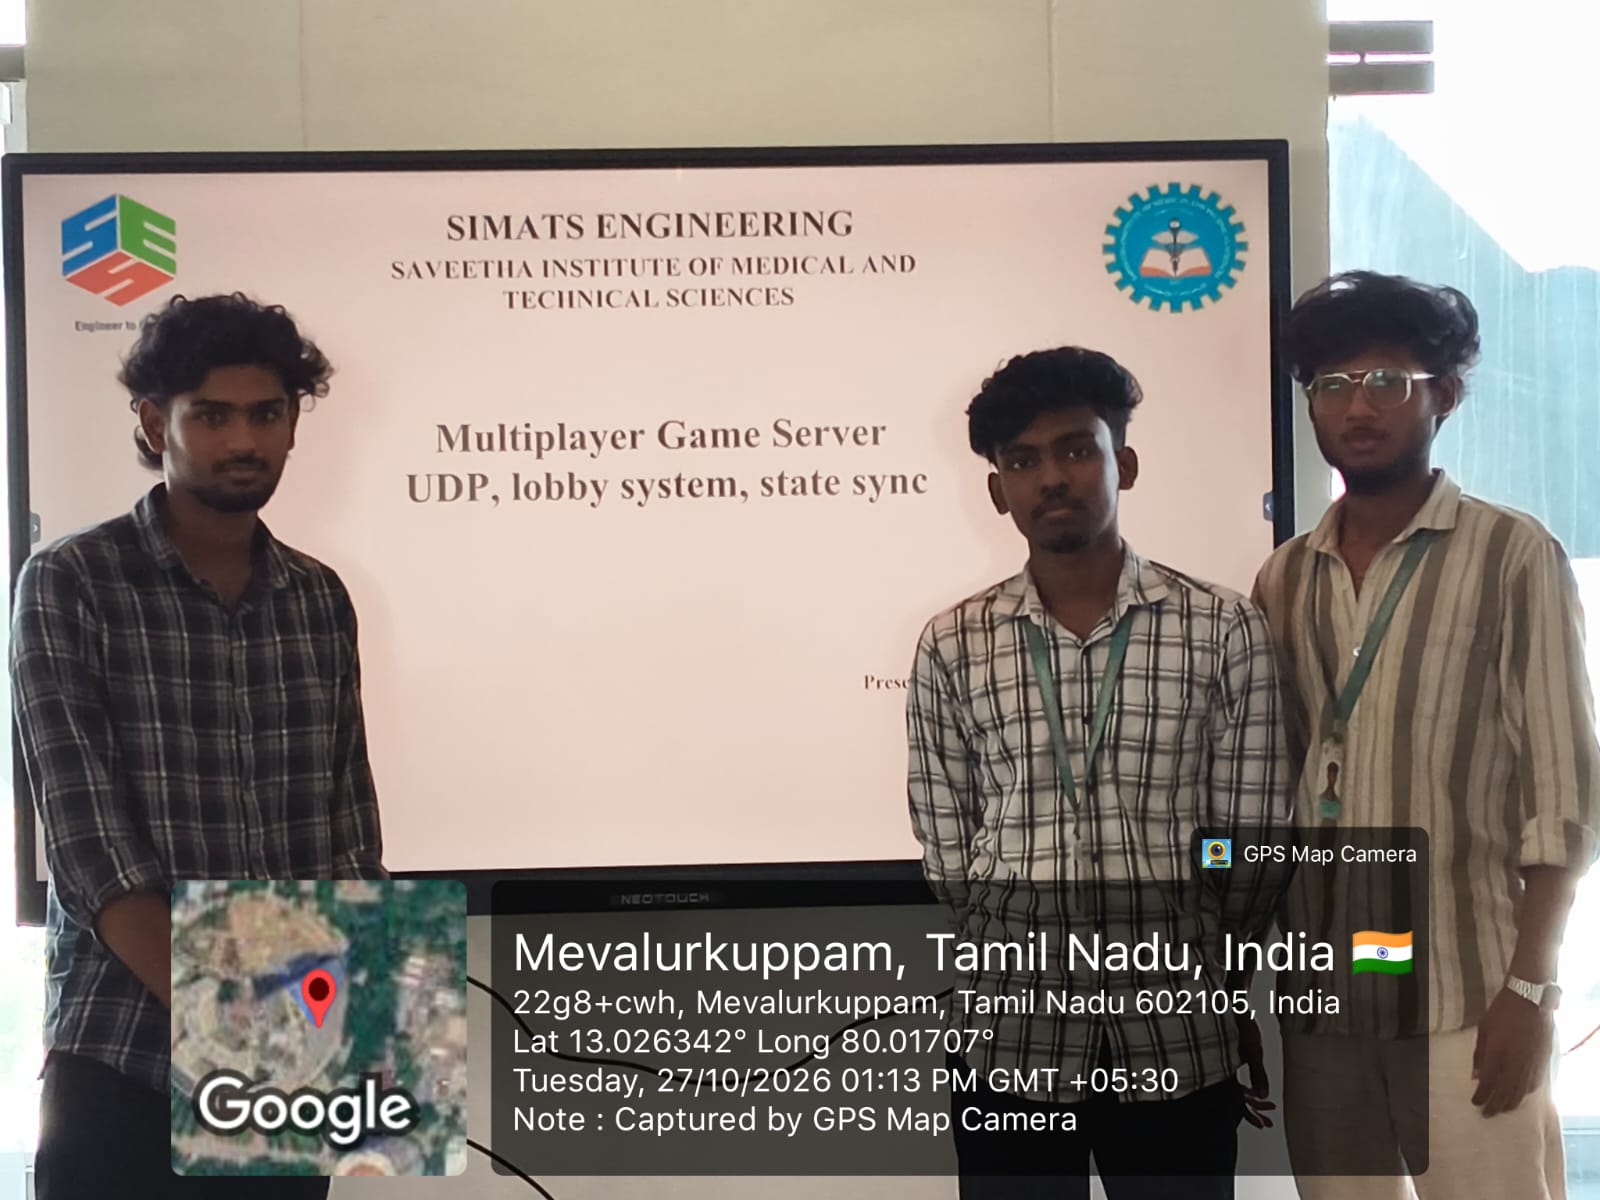 SIMATS ENGINEERING
SAVEETHA INSTITUTE OF MEDICAL AND
TECHNICAL SCIENCES
Engineer to
Multiplayer Game Server
UDP, lobby system, state sync
NEOTOUCH
GPS Map Camera
Mevalurkuppam, Tamil Nadu, India
22g8+cwh, Mevalurkuppam, Tamil Nadu 602105, India
Lat 13.026342° Long 80.01707°
Tuesday, 27/10/2026 01:13 PM GMT +05:30
Note : Captured by GPS Map Camera
Google